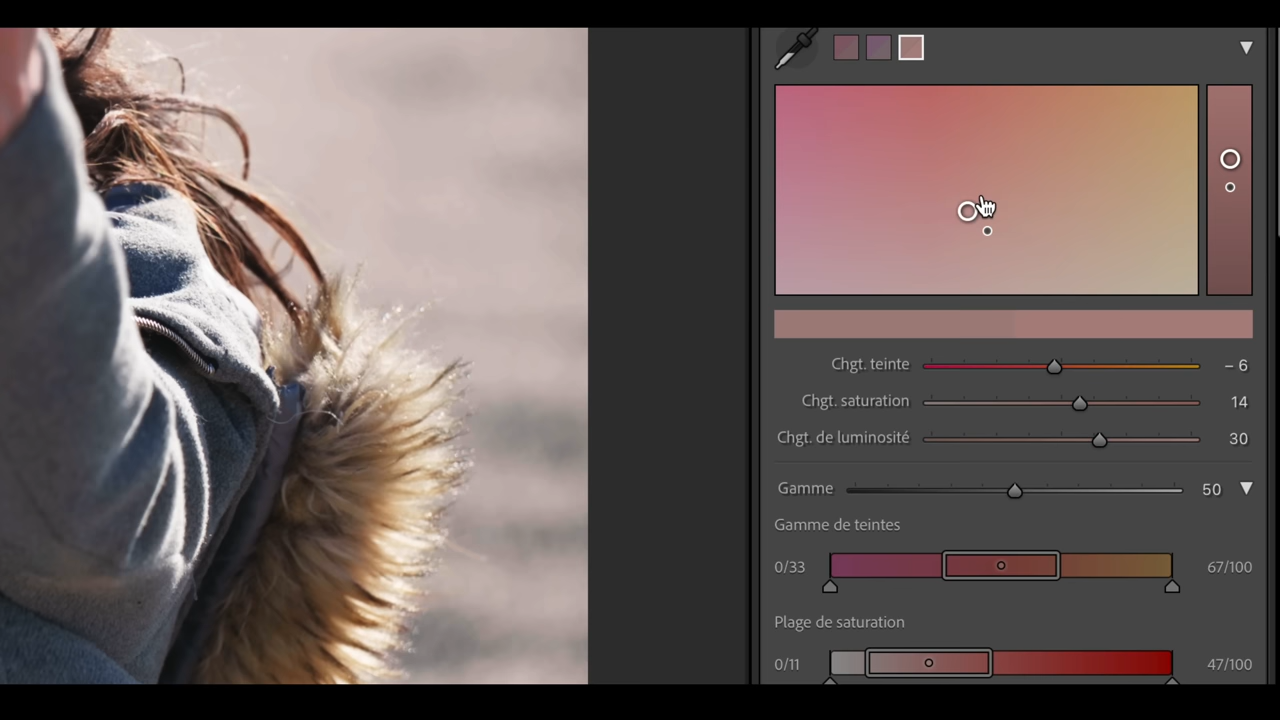 Chgt. teinte – 6
Chgt. saturation 14
Chgt. de luminosité 30
Gamme 50
Gamme de teintes
0/33 67/100
Plage de saturation
0/11 47/100